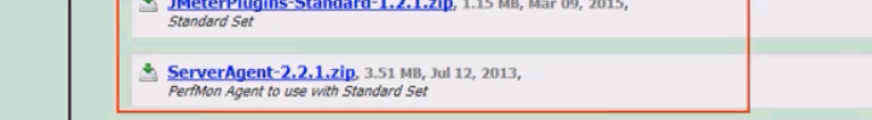 JMeterPlugins-Standard-1.2.1.zip, 1.15 MB, Mar 09, 2015,
Standard Set
ServerAgent-2.2.1.zip, 3.51 MB, Jul 12, 2013,
PerfMon Agent to use with Standard Set